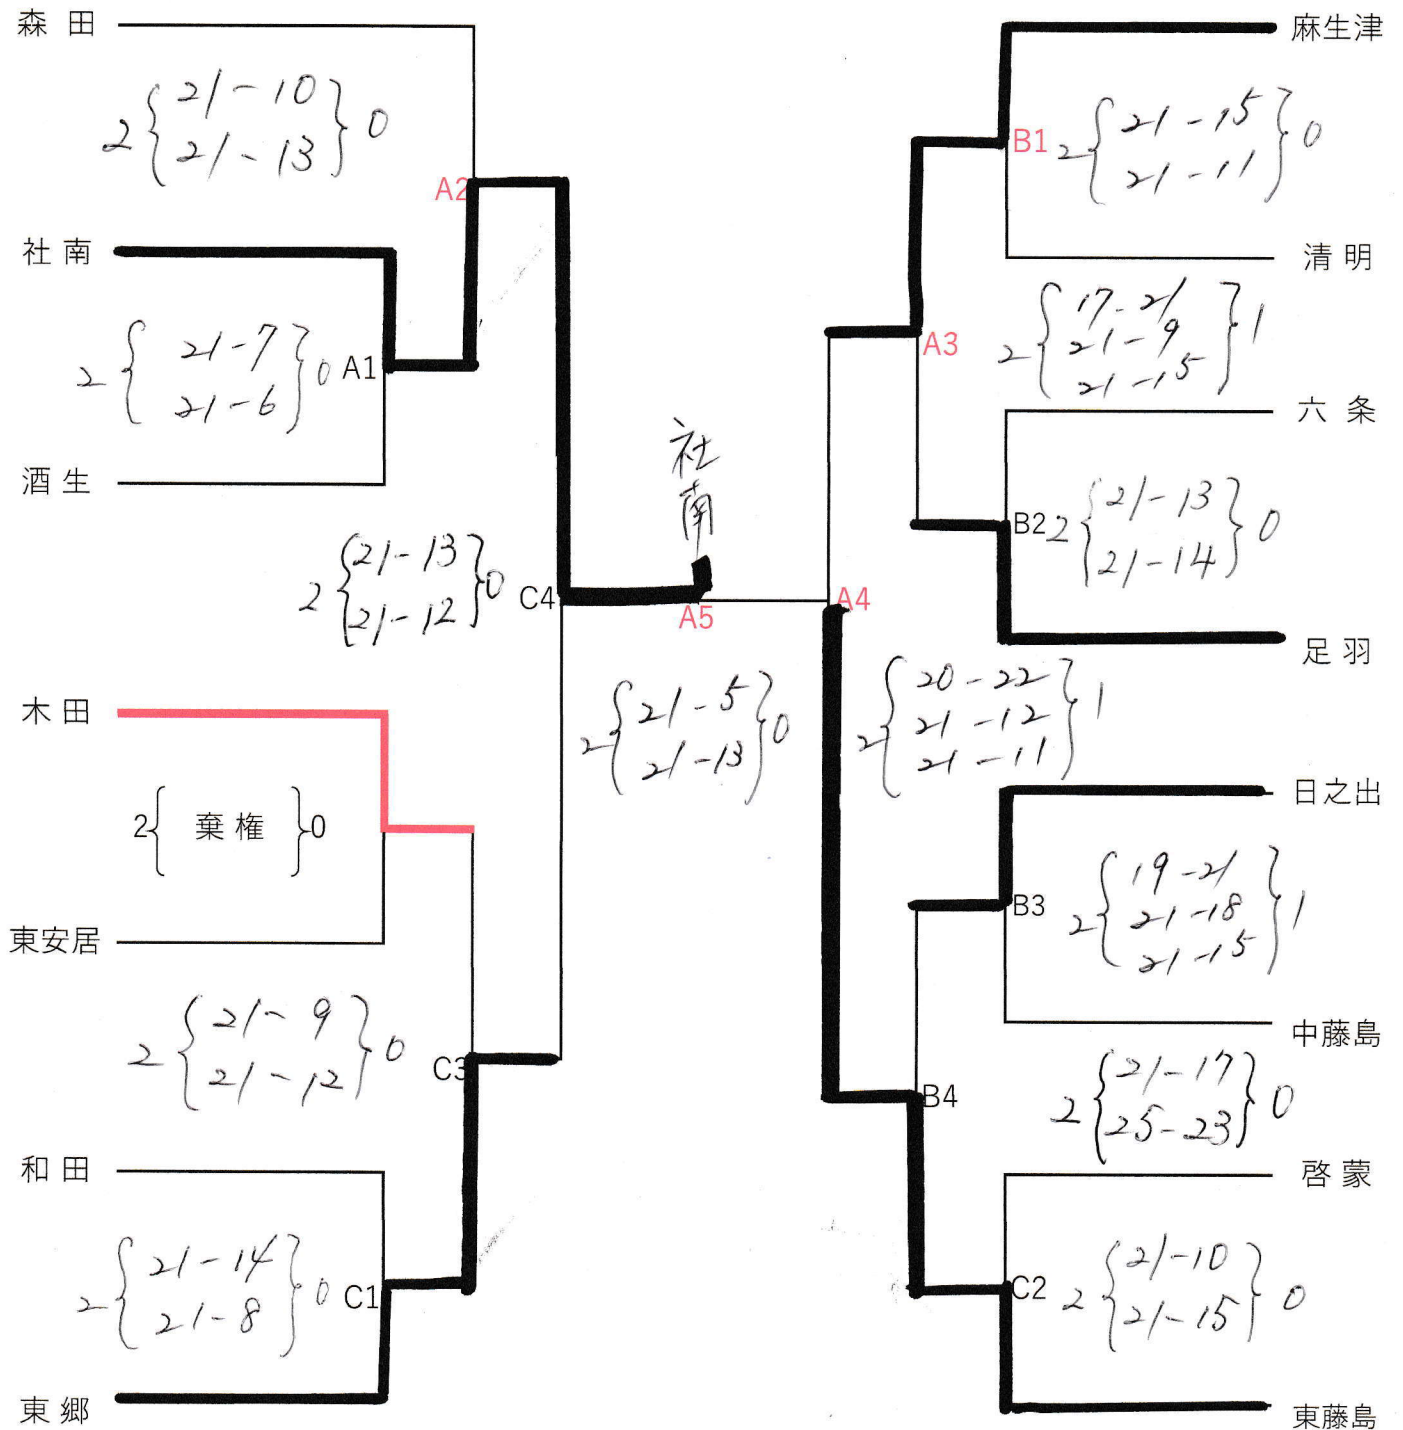 森田
2 { 21-10 } 0
21-13
A2
社南
2 { 21-7 } 0
21-6
A1
酒生
2 { 21-13 } 0
21-12
C4
木田
2{ 棄権 }0
東安居
2 { 21-9 } 0
21-12
C3
和田
2 { 21-14 } 0
21-8
C1
東郷
社南
A5
2 { 21-5 } 0
21-13
麻生津
B1
2 { 21-15 } 0
21-11
清明
A3
17-21
2 { 21-9 } 1
21-15
六条
B2
2 { 21-13 } 0
21-14
足羽
A4
20-22
2 { 21-12 } 1
21-11
日之出
B3
19-21
2 { 21-18 } 1
21-15
中藤島
B4
2 { 21-17 } 0
25-23
啓蒙
C2
2 { 21-10 } 0
21-15
東藤島